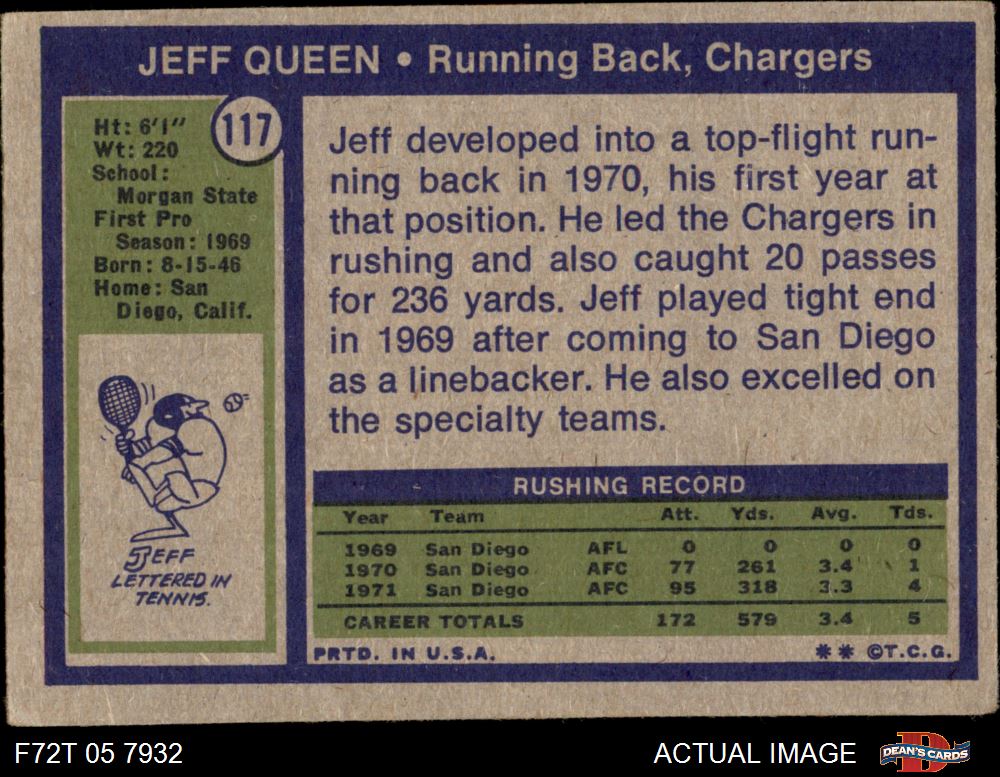 JEFF QUEEN • Running Back, Chargers
117
Ht: 6'1"
Wt: 220
School:
Morgan State
First Pro
Season: 1969
Born: 8-15-46
Home: San
Diego, Calif.
JEFF
LETTERED IN
TENNIS.
Jeff developed into a top-flight run-
ning back in 1970, his first year at
that position. He led the Chargers in
rushing and also caught 20 passes
for 236 yards. Jeff played tight end
in 1969 after coming to San Diego
as a linebacker. He also excelled on
the specialty teams.
RUSHING RECORD
Year Team Att. Yds. Avg. Tds.
1969 San Diego AFL 0 0 0 0
1970 San Diego AFC 77 261 3.4 1
1971 San Diego AFC 95 318 3.3 4
CAREER TOTALS 172 579 3.4 5
PRTD. IN U.S.A. ** ©T.C.G.
F72T 05 7932 ACTUAL IMAGE DEAN'S CARDS